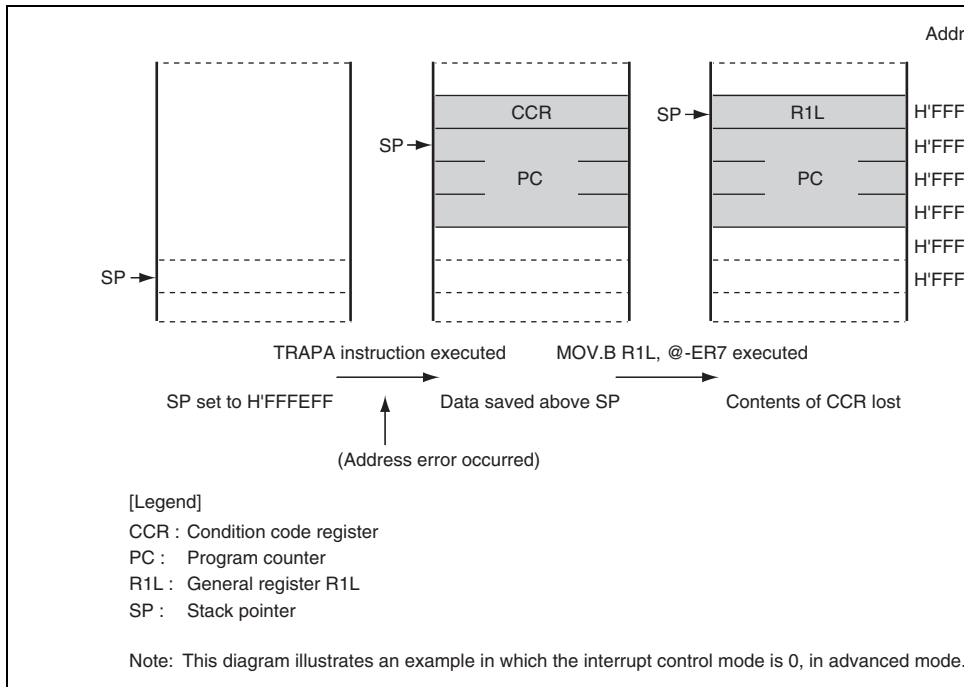 Addr
CCR
SP
R1L
H'FFF
SP
H'FFF
PC
PC
H'FFF
H'FFF
H'FFF
SP
H'FFF
TRAPA instruction executed
MOV.B R1L, @-ER7 executed
SP set to H'FFFEFF
Data saved above SP
Contents of CCR lost
(Address error occurred)
[Legend]
CCR : Condition code register
PC : Program counter
R1L : General register R1L
SP : Stack pointer
Note: This diagram illustrates an example in which the interrupt control mode is 0, in advanced mode.